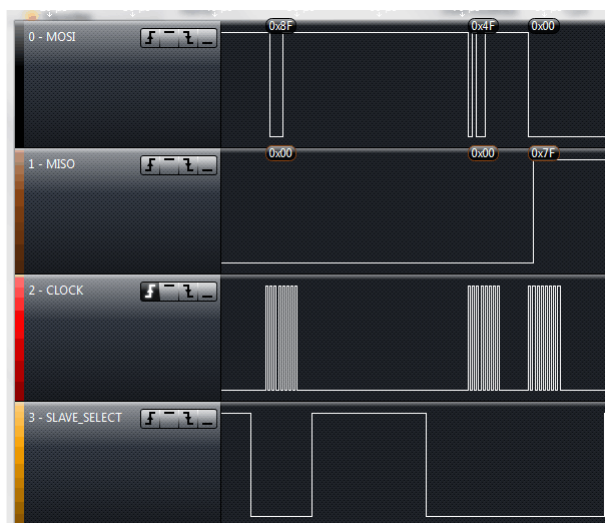 0 - MOSI
0x8F
0x4F
0x00
1 - MISO
0x00
0x00
0x7F
2 - CLOCK
3 - SLAVE_SELECT